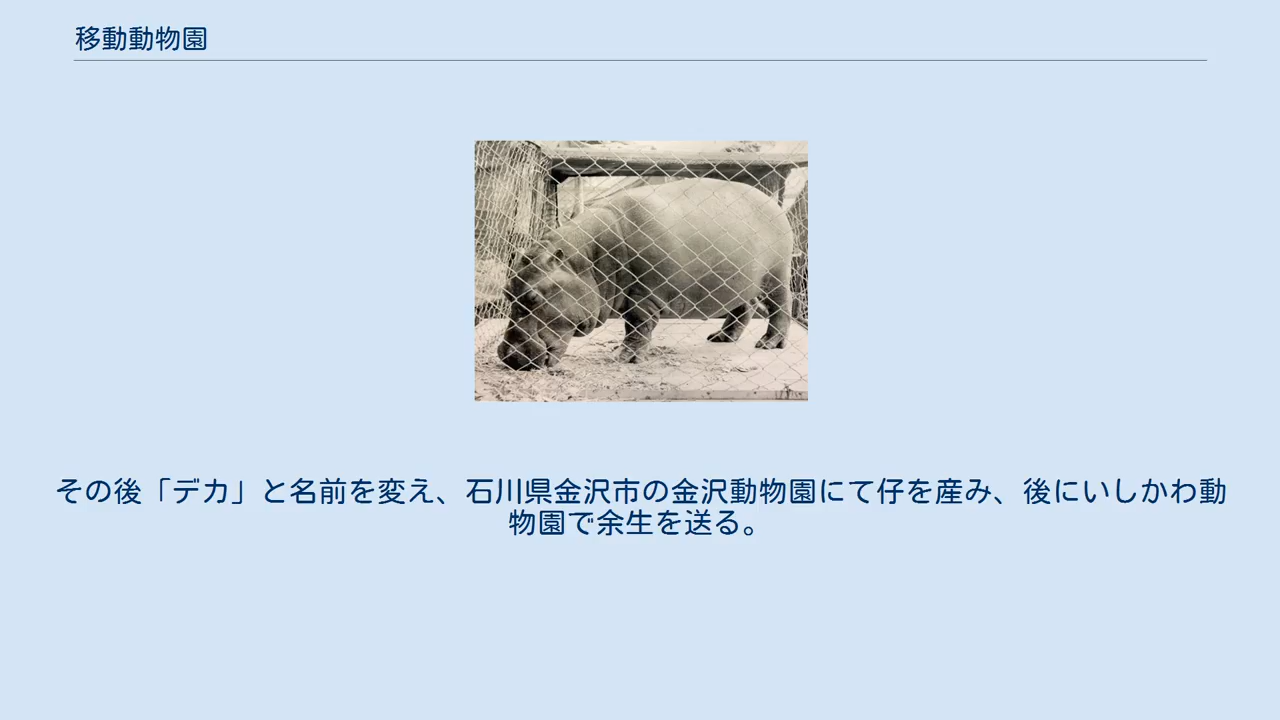 移動動物園
その後「デカ」と名前を変え、石川県金沢市の金沢動物園にて仔を産み、後にいしかわ動
物園で余生を送る。